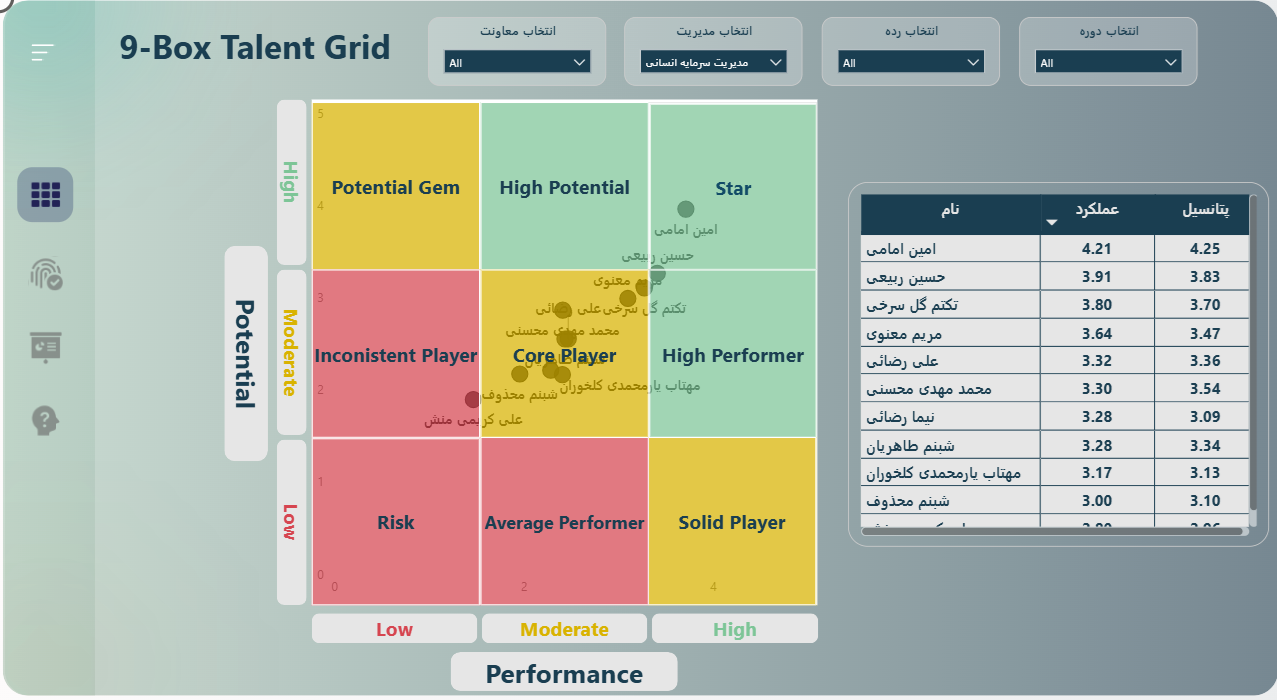 9-Box Talent Grid
انتخاب معاونت
انتخاب مدیریت
انتخاب رده
انتخاب دوره
All
مدیریت سرمایه انسانی
All
All
Potential
High
Moderate
Low
5
4
3
2
1
0
0
2
4
Potential Gem
High Potential
Star
امین امامی
حسین ربیعی
مریم معنوی
تکتم گل سرخی
علی رضائی
محمد مهدی محسنی
Inconistent Player
Core Player
High Performer
مهتاب یارمحمدی کلخوران
شبنم محذوف
علی کریمی منش
Risk
Average Performer
Solid Player
Low
Moderate
High
Performance
نام عملکرد پتانسیل
امین امامی 4.21 4.25
حسین ربیعی 3.91 3.83
تکتم گل سرخی 3.80 3.70
مریم معنوی 3.64 3.47
علی رضائی 3.32 3.36
محمد مهدی محسنی 3.30 3.54
نیما رضائی 3.28 3.09
شبنم طاهریان 3.28 3.34
مهتاب یارمحمدی کلخوران 3.17 3.13
شبنم محذوف 3.00 3.10